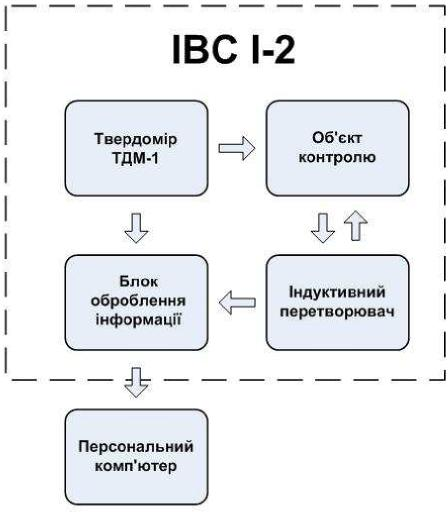 ІВС І-2
Твердомір
ТДМ-1
Об'єкт
контролю
Блок
оброблення
інформації
Індуктивний
перетворювач
Персональний
комп'ютер